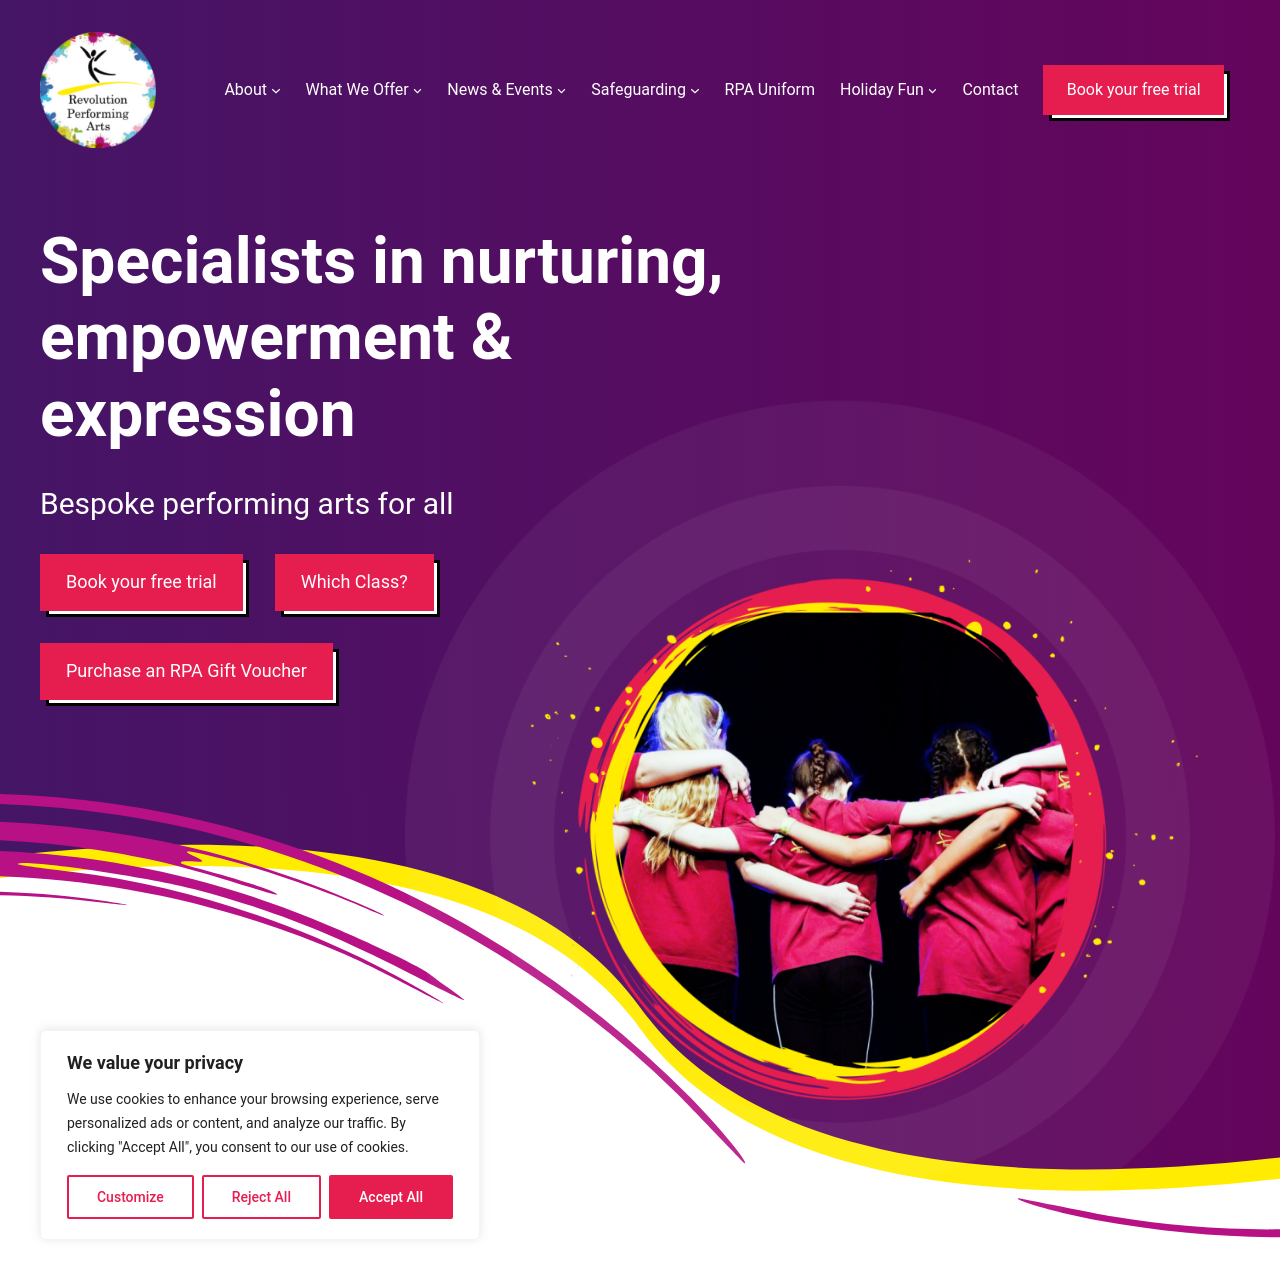 Revolution
Performing
Arts
About
What We Offer
News & Events
Safeguarding
RPA Uniform
Holiday Fun
Contact
Book your free trial
Specialists in nurturing,
empowerment &
expression
Bespoke performing arts for all
Book your free trial
Which Class?
Purchase an RPA Gift Voucher
We value your privacy
We use cookies to enhance your browsing experience, serve
personalized ads or content, and analyze our traffic. By
clicking "Accept All", you consent to our use of cookies.
Customize
Reject All
Accept All